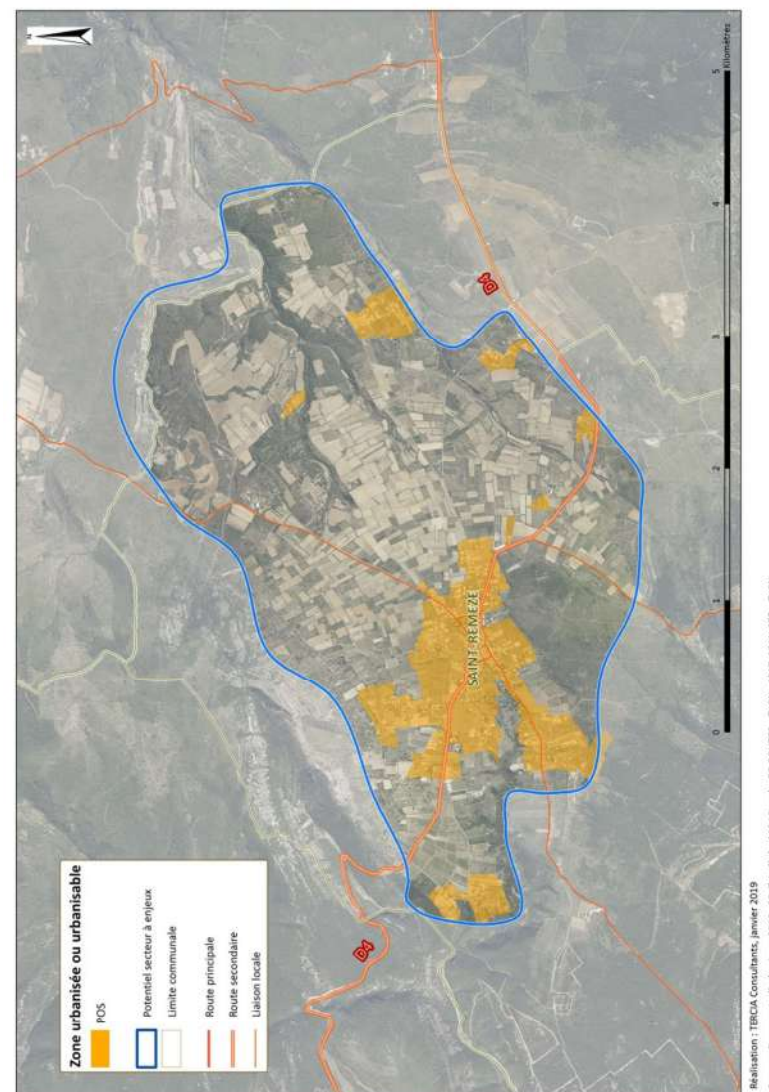 Zone urbanisée ou urbanisable
POS
Potentiel secteur à enjeux
Limite communale
Route principale
Route secondaire
Liaison locale
N
D4
D4
SAINT-REMEZE
0
1
2
3
4
5
Kilomètres
Réalisation : TERCIA Consultants, janvier 2019